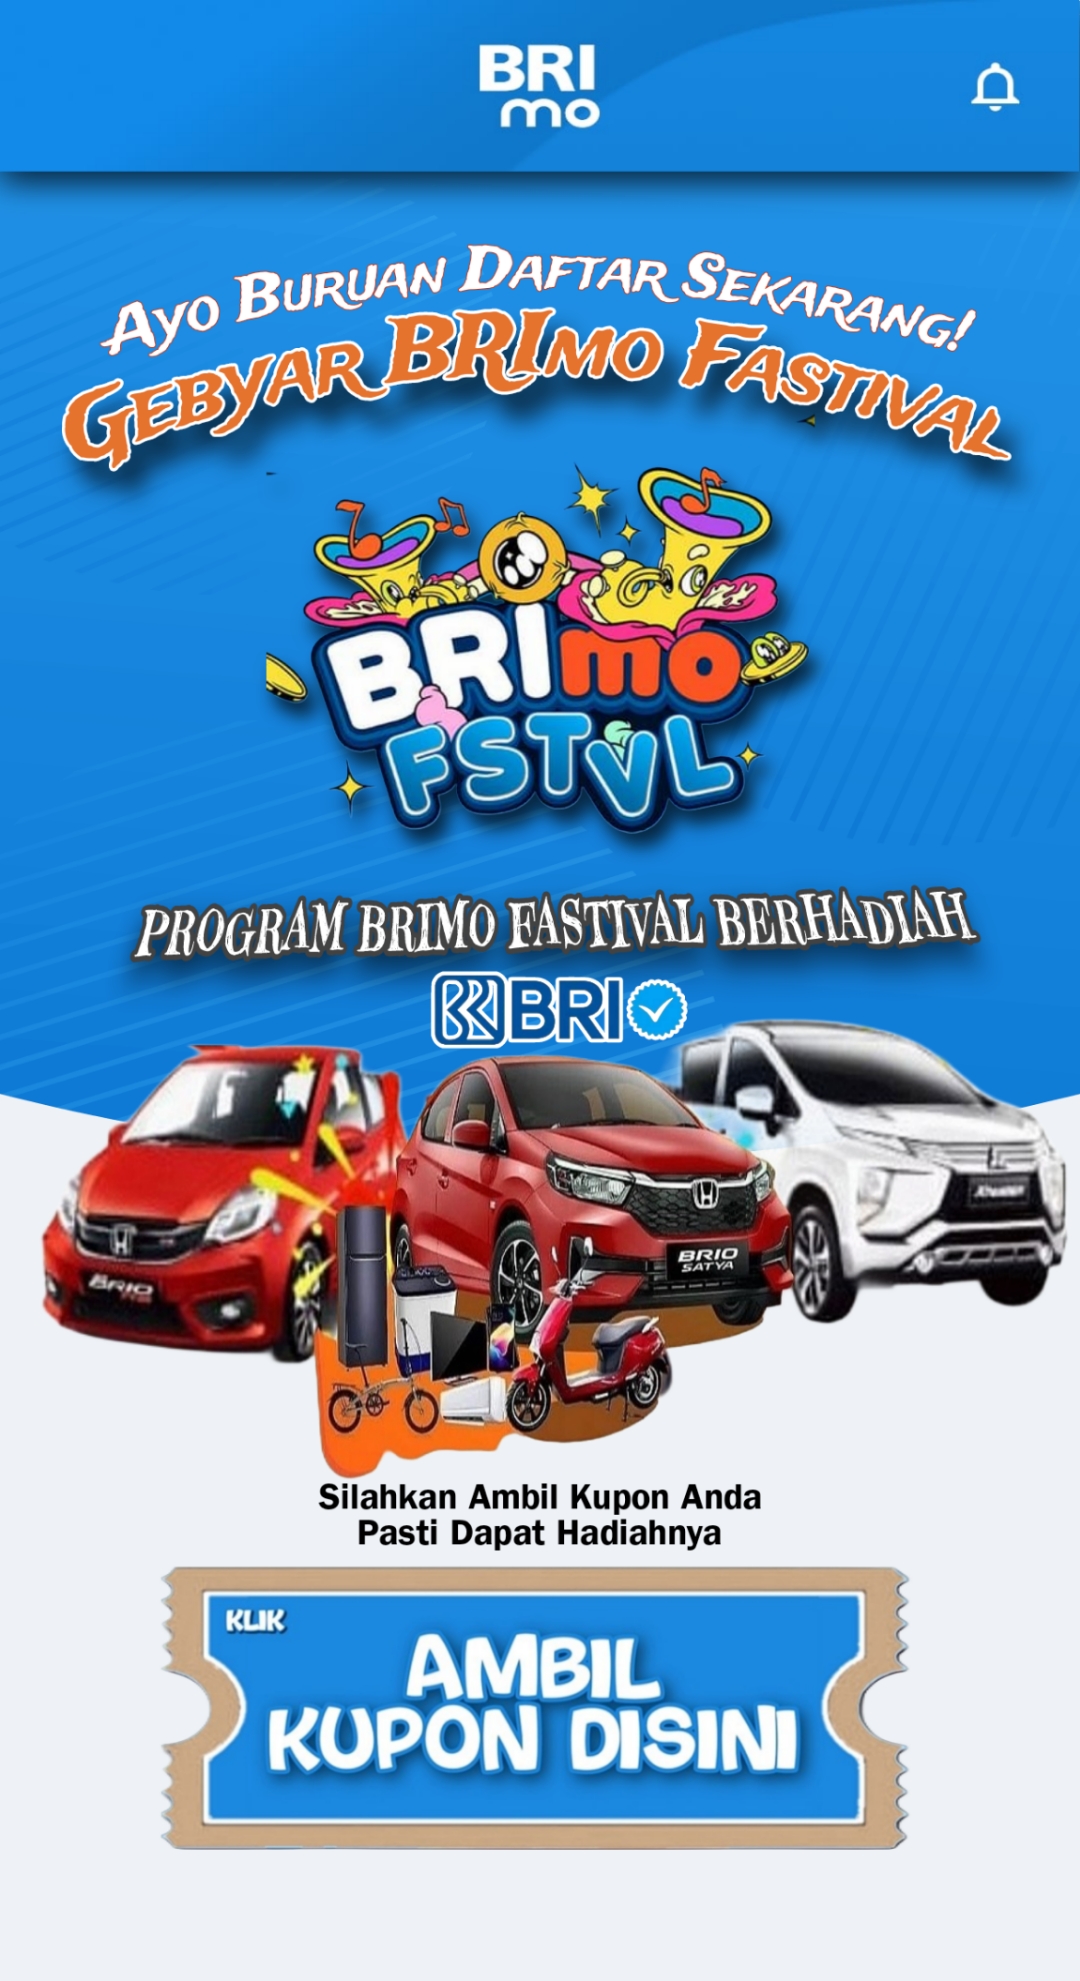 BRI
mo
Ayo Buruan Daftar Sekarang!
Gebyar BRImo Fastival
BRImo
FSTVL
PROGRAM BRIMO FASTIVAL BERHADIAH
BRI
BRIO
BRIO
SATYA
Silahkan Ambil Kupon Anda
Pasti Dapat Hadiahnya
KLIK
AMBIL
KUPON DISINI